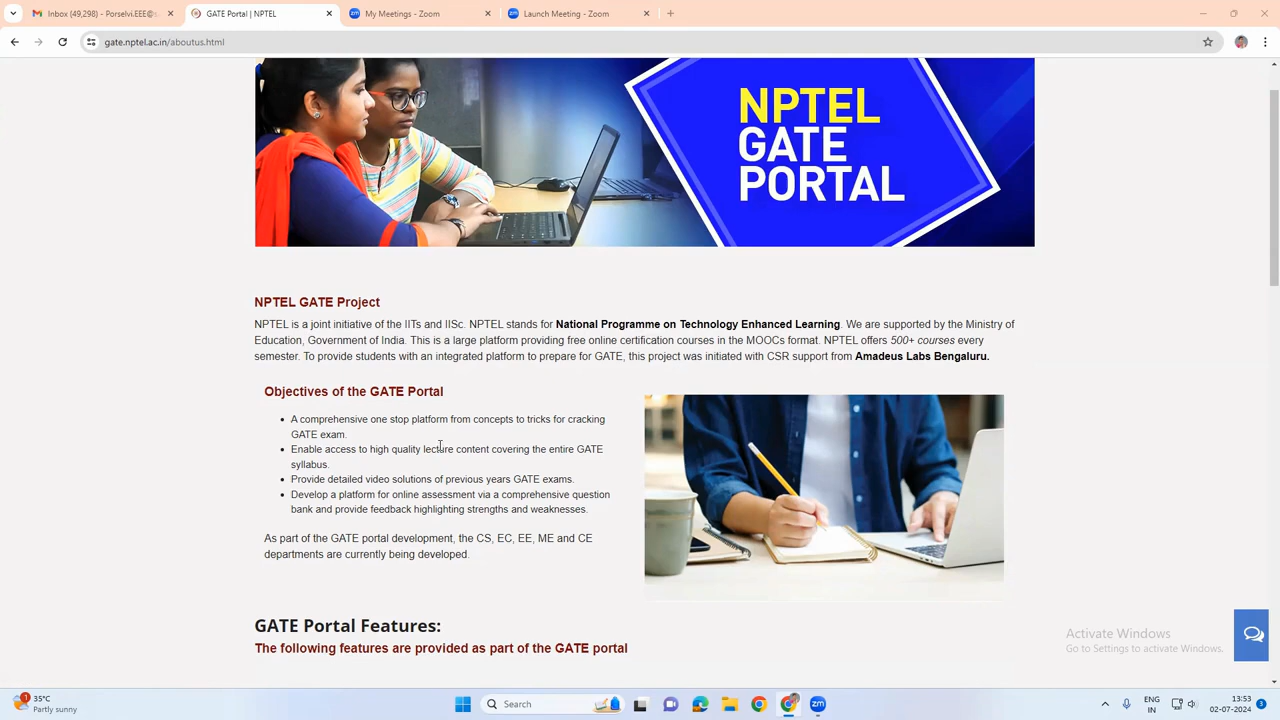 Inbox (49,298) - Porselvi.EEE@s
GATE Portal | NPTEL
My Meetings - Zoom
Launch Meeting - Zoom
gate.nptel.ac.in/aboutus.html
NPTEL
GATE
PORTAL
NPTEL GATE Project
NPTEL is a joint initiative of the IITs and IISc. NPTEL stands for National Programme on Technology Enhanced Learning. We are supported by the Ministry of
Education, Government of India. This is a large platform providing free online certification courses in the MOOCs format. NPTEL offers 500+ courses every
semester. To provide students with an integrated platform to prepare for GATE, this project was initiated with CSR support from Amadeus Labs Bengaluru.
Objectives of the GATE Portal
• A comprehensive one stop platform from concepts to tricks for cracking
GATE exam.
• Enable access to high quality lecture content covering the entire GATE
syllabus.
• Provide detailed video solutions of previous years GATE exams.
• Develop a platform for online assessment via a comprehensive question
bank and provide feedback highlighting strengths and weaknesses.
As part of the GATE portal development, the CS, EC, EE, ME and CE
departments are currently being developed.
GATE Portal Features:
The following features are provided as part of the GATE portal
Activate Windows
Go to Settings to activate Windows.
1
35°C
Partly sunny
Search
zm
ENG
IN
13:53
02-07-2024
3